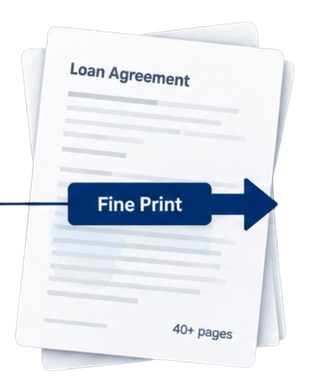 Loan Agreement
Fine Print
40+ pages